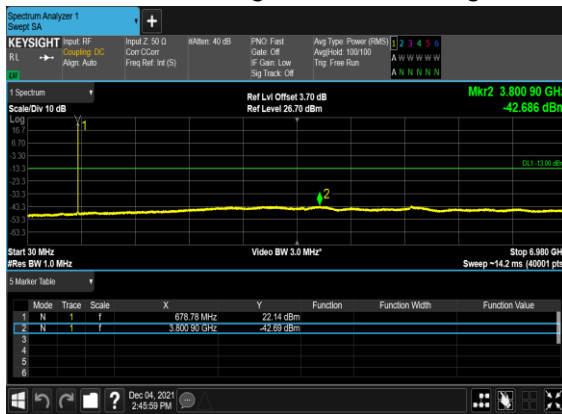 Spectrum Analyzer 1
Swept SA
KEYSIGHT Input: RF Input Z: 50 Ω #Atten: 40 dB PNO: Fast Avg Type: Power (RMS) 1 2 3 4 5 6
RL Coupling: DC Corr CCorr Gate: Off Avg|Hold: 100/100 A W W W W W
Align: Auto Freq Ref: Int (S) IF Gain: Low Trig: Free Run
Sig Track: Off A N N N N N
1 Spectrum Ref Lvl Offset 3.70 dB Mkr2 3.800 90 GHz
Scale/Div 10 dB Ref Level 26.70 dBm -42.686 dBm
Log
16.7 1
6.70
-3.30
-13.3 DL1 -13.00 dBm
-23.3
-33.3 2
-43.3
-53.3
-63.3
Start 30 MHz Video BW 3.0 MHz* Stop 6.980 GHz
#Res BW 1.0 MHz Sweep ~14.2 ms (40001 pts)
5 Marker Table
Mode Trace Scale X Y Function Function Width Function Value
1 N 1 f 678.78 MHz 22.14 dBm
2 N 1 f 3.800 90 GHz -42.69 dBm
3
4
5
6
? Dec 04, 2021
2:45:59 PM